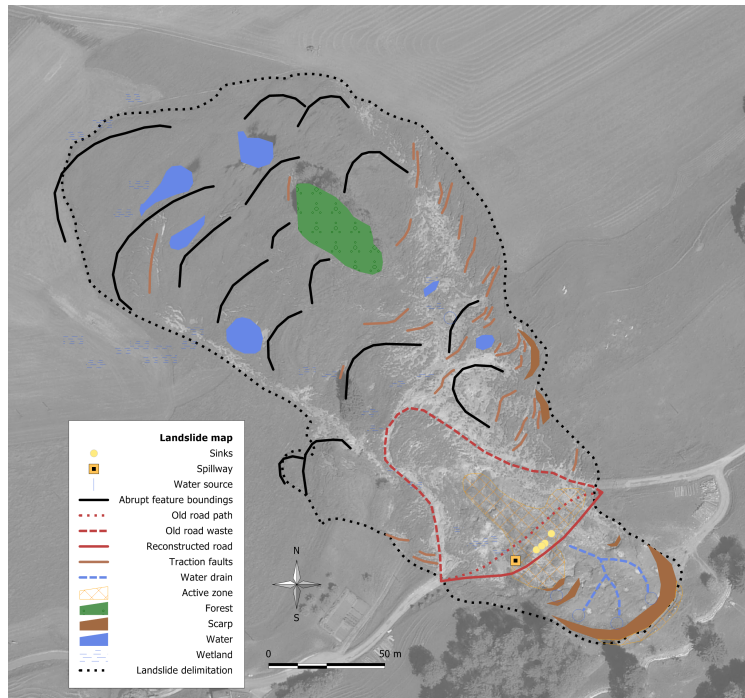 Landslide map
Sinks
Spillway
Water source
Abrupt feature boundings
Old road path
Old road waste
Reconstructed road
Traction faults
Water drain
Active zone
Forest
Scarp
Water
Wetland
Landslide delimitation
N
S
0 50 m